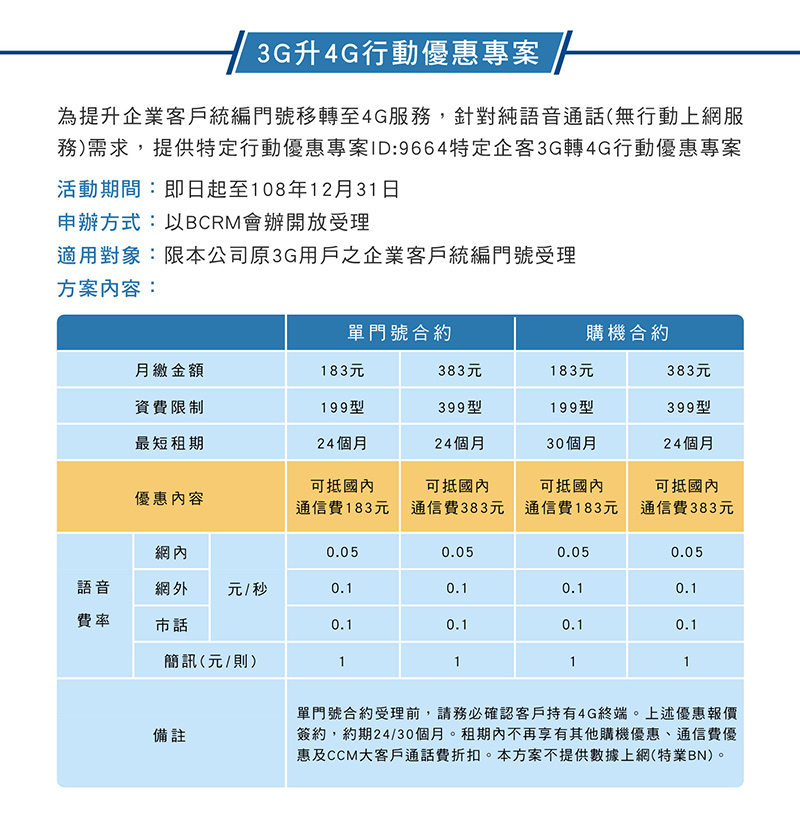 3G升4G行動優惠專案
為提升企業客戶統編門號移轉至4G服務，針對純語音通話(無行動上網服
務)需求，提供特定行動優惠專案ID:9664特定企客3G轉4G行動優惠專案
活動期間：即日起至108年12月31日
申辦方式：以BCRM會辦開放受理
適用對象：限本公司原3G用戶之企業客戶統編門號受理
方案內容：
單門號合約 購機合約
月繳金額 183元 383元 183元 383元
資費限制 199型 399型 199型 399型
最短租期 24個月 24個月 30個月 24個月
優惠內容 可抵國內 可抵國內 可抵國內 可抵國內
通信費183元 通信費383元 通信費183元 通信費383元
語音
費率
網內 0.05 0.05 0.05 0.05
網外 元/秒 0.1 0.1 0.1 0.1
市話 0.1 0.1 0.1 0.1
簡訊(元/則) 1 1 1 1
備註
單門號合約受理前，請務必確認客戶持有4G終端。上述優惠報價
簽約，約期24/30個月。租期內不再享有其他購機優惠、通信費優
惠及CCM大客戶通話費折扣。本方案不提供數據上網(特業BN)。